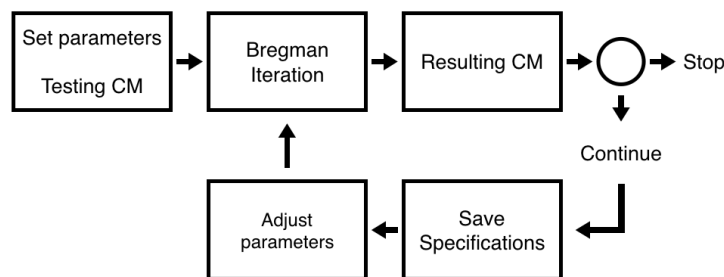 Set parameters
Testing CM
Bregman
Iteration
Resulting CM
Stop
Continue
Save
Specifications
Adjust
parameters